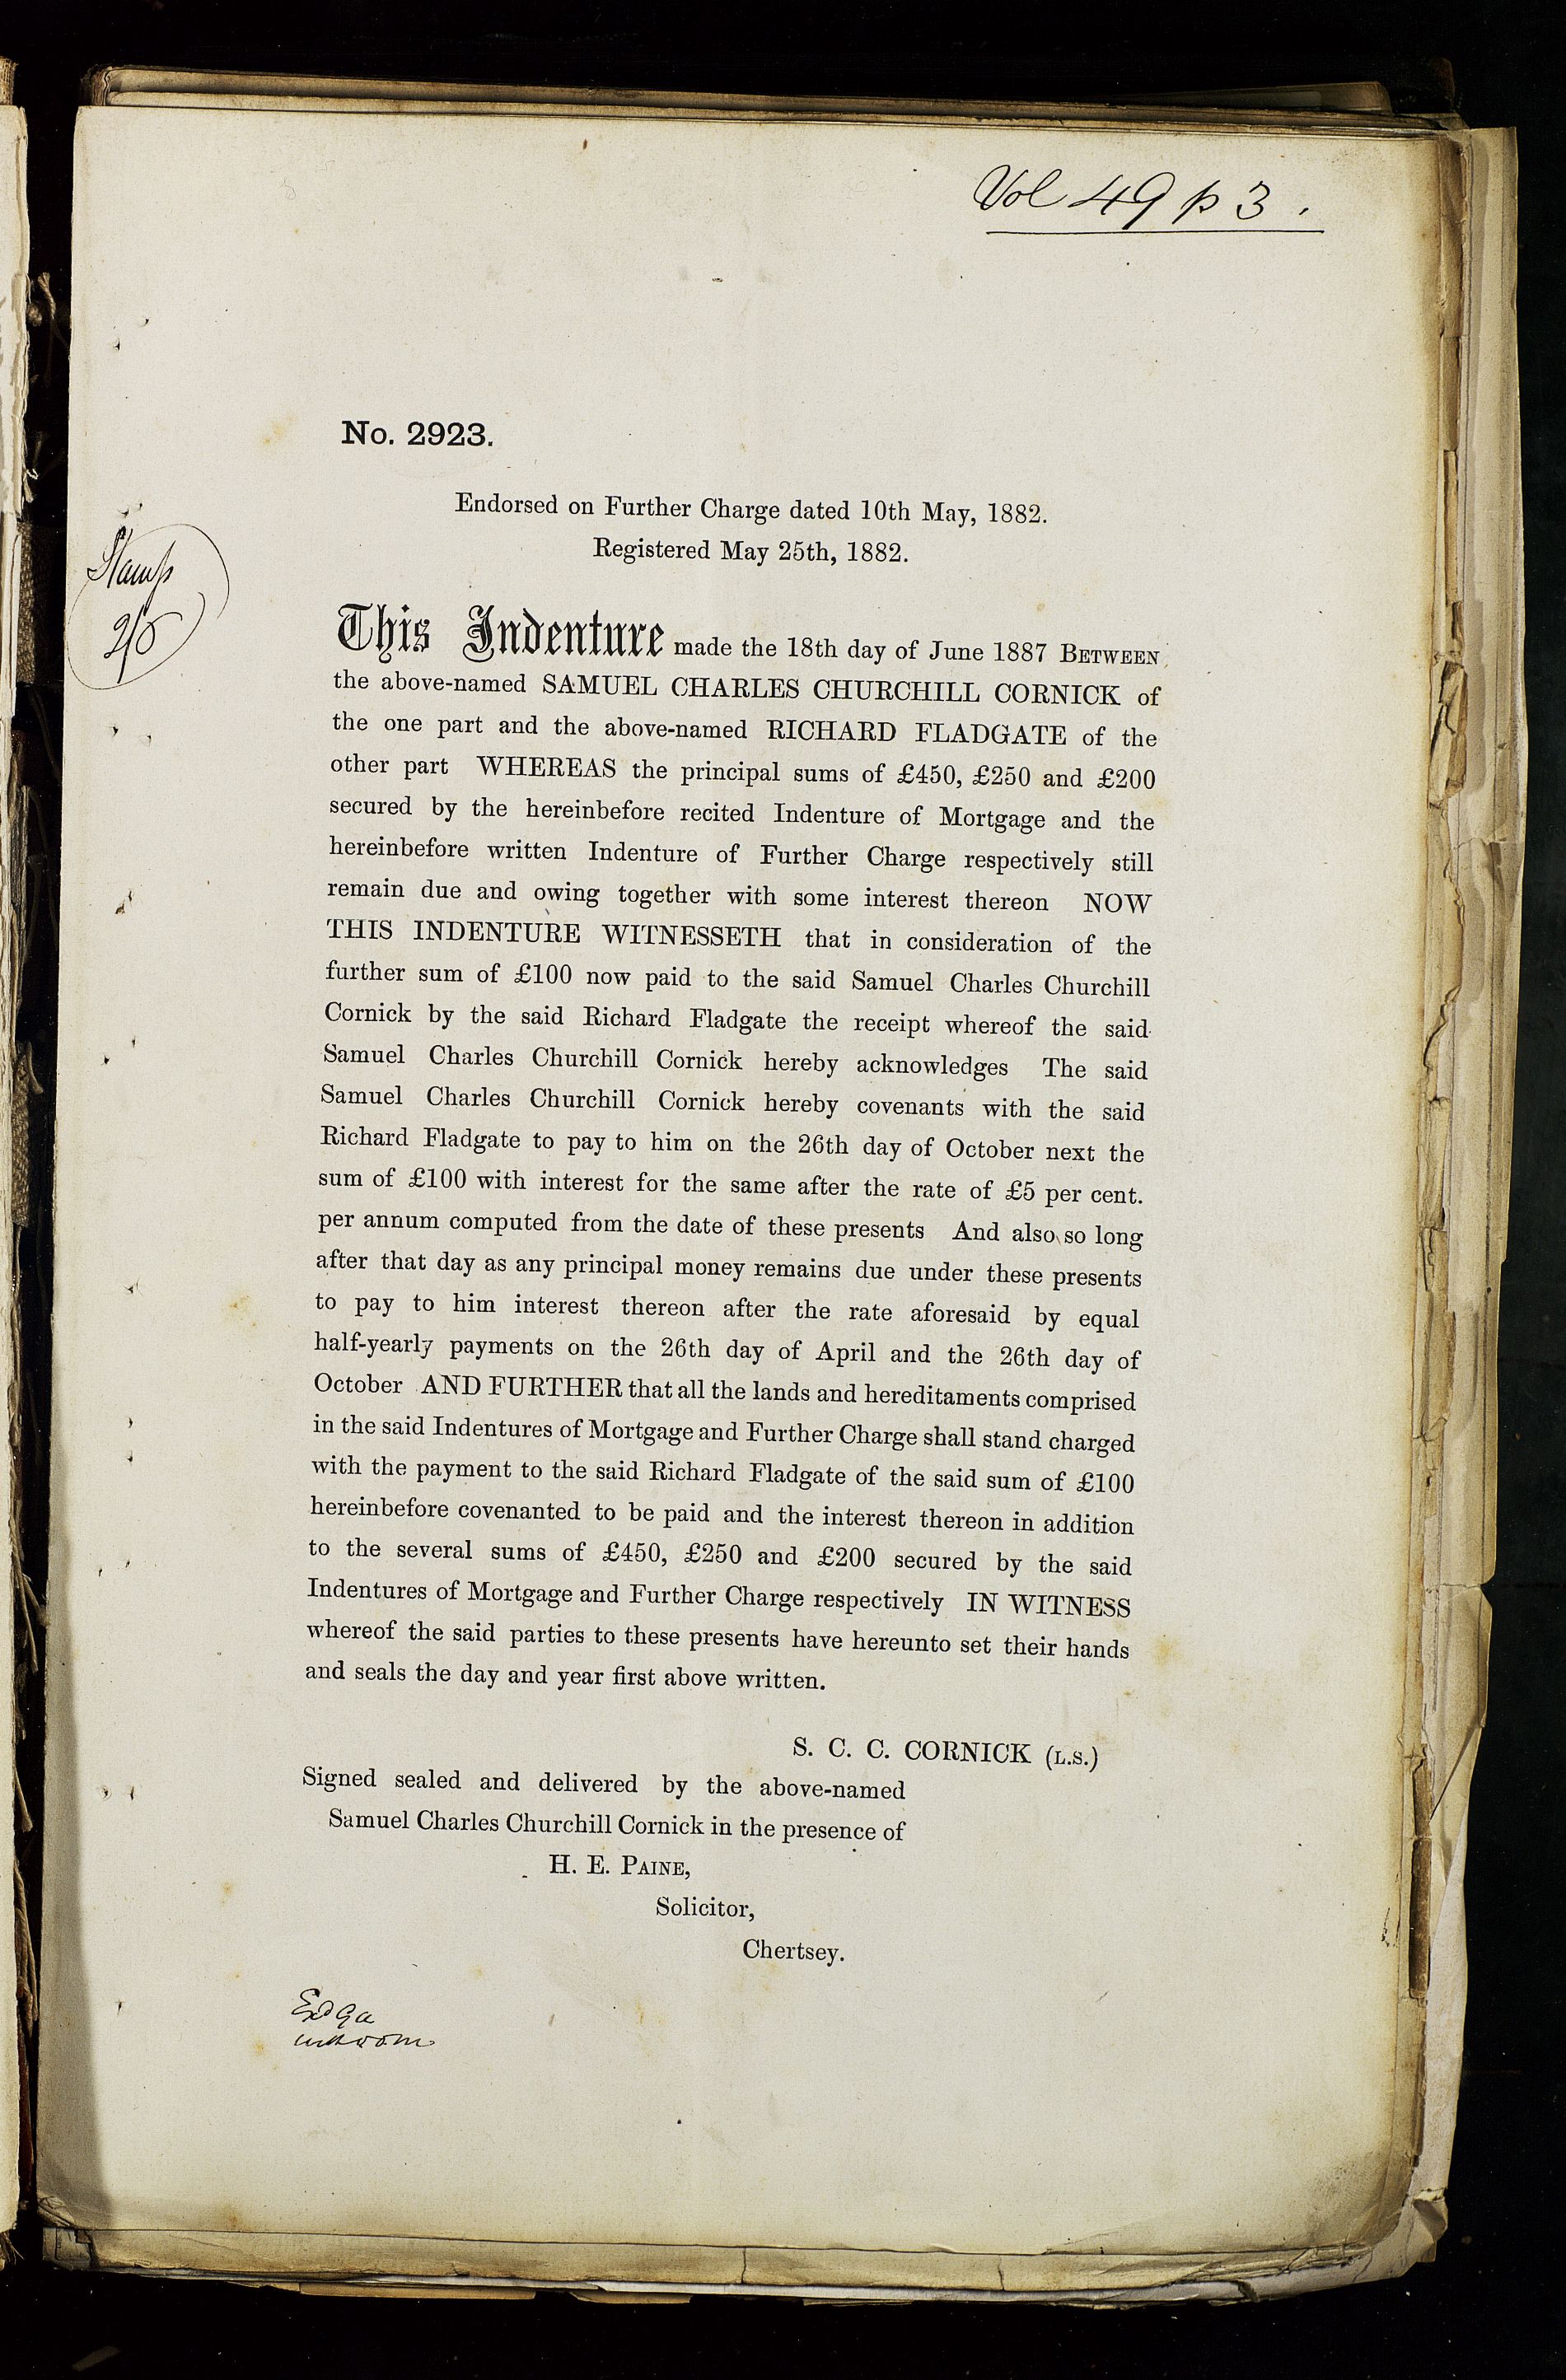 Vol 49 p 3.
No. 2923.
Endorsed on Further Charge dated 10th May, 1882.
Registered May 25th, 1882.
Stamp
2/6
This Indenture made the 18th day of June 1887 BETWEEN
the above-named SAMUEL CHARLES CHURCHILL CORNICK of
the one part and the above-named RICHARD FLADGATE of the
other part WHEREAS the principal sums of £450, £250 and £200
secured by the hereinbefore recited Indenture of Mortgage and the
hereinbefore written Indenture of Further Charge respectively still
remain due and owing together with some interest thereon NOW
THIS INDENTURE WITNESSETH that in consideration of the
further sum of £100 now paid to the said Samuel Charles Churchill
Cornick by the said Richard Fladgate the receipt whereof the said
Samuel Charles Churchill Cornick hereby acknowledges The said
Samuel Charles Churchill Cornick hereby covenants with the said
Richard Fladgate to pay to him on the 26th day of October next the
sum of £100 with interest for the same after the rate of £5 per cent.
per annum computed from the date of these presents And also so long
after that day as any principal money remains due under these presents
to pay to him interest thereon after the rate aforesaid by equal
half-yearly payments on the 26th day of April and the 26th day of
October AND FURTHER that all the lands and hereditaments comprised
in the said Indentures of Mortgage and Further Charge shall stand charged
with the payment to the said Richard Fladgate of the said sum of £100
hereinbefore covenanted to be paid and the interest thereon in addition
to the several sums of £450, £250 and £200 secured by the said
Indentures of Mortgage and Further Charge respectively IN WITNESS
whereof the said parties to these presents have hereunto set their hands
and seals the day and year first above written.
S. C. C. CORNICK (L.S.)
Signed sealed and delivered by the above-named
Samuel Charles Churchill Cornick in the presence of
H. E. PAINE,
Solicitor,
Chertsey.